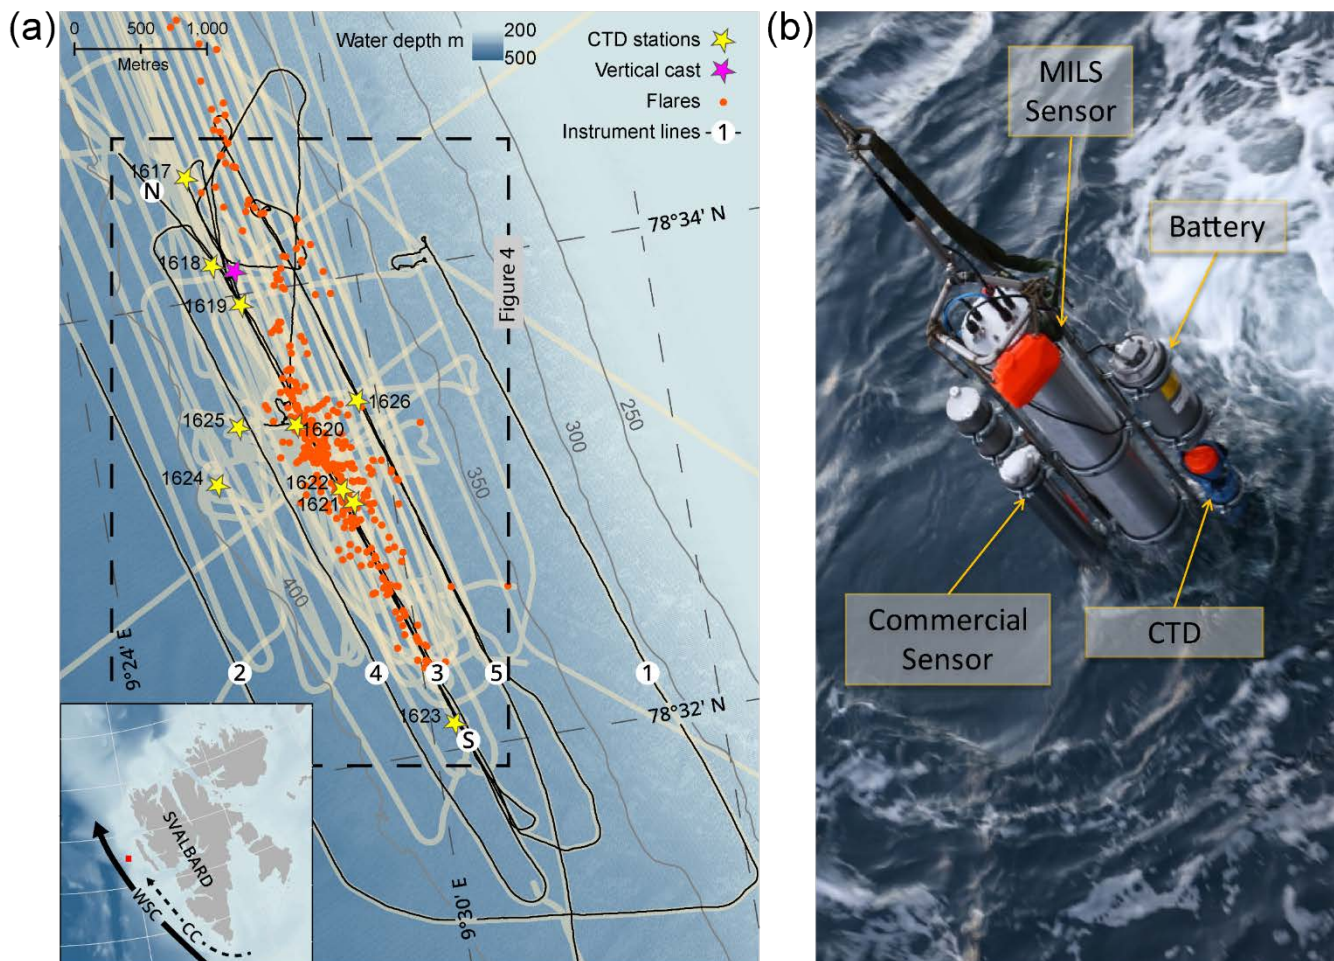 (a)
0 500 1,000
Metres
Water depth m
200
500
CTD stations
Vertical cast
Flares
Instrument lines 1
1617
N
78°34' N
1618
1619
Figure 4
250
300
350
1626
1625
1620
1624
1622
1621
400
9°24' E
2
4
3
5
1
78°32' N
1623
S
9°30' E
SVALBARD
WSC
CC
(b)
MILS
Sensor
Battery
Commercial
Sensor
CTD